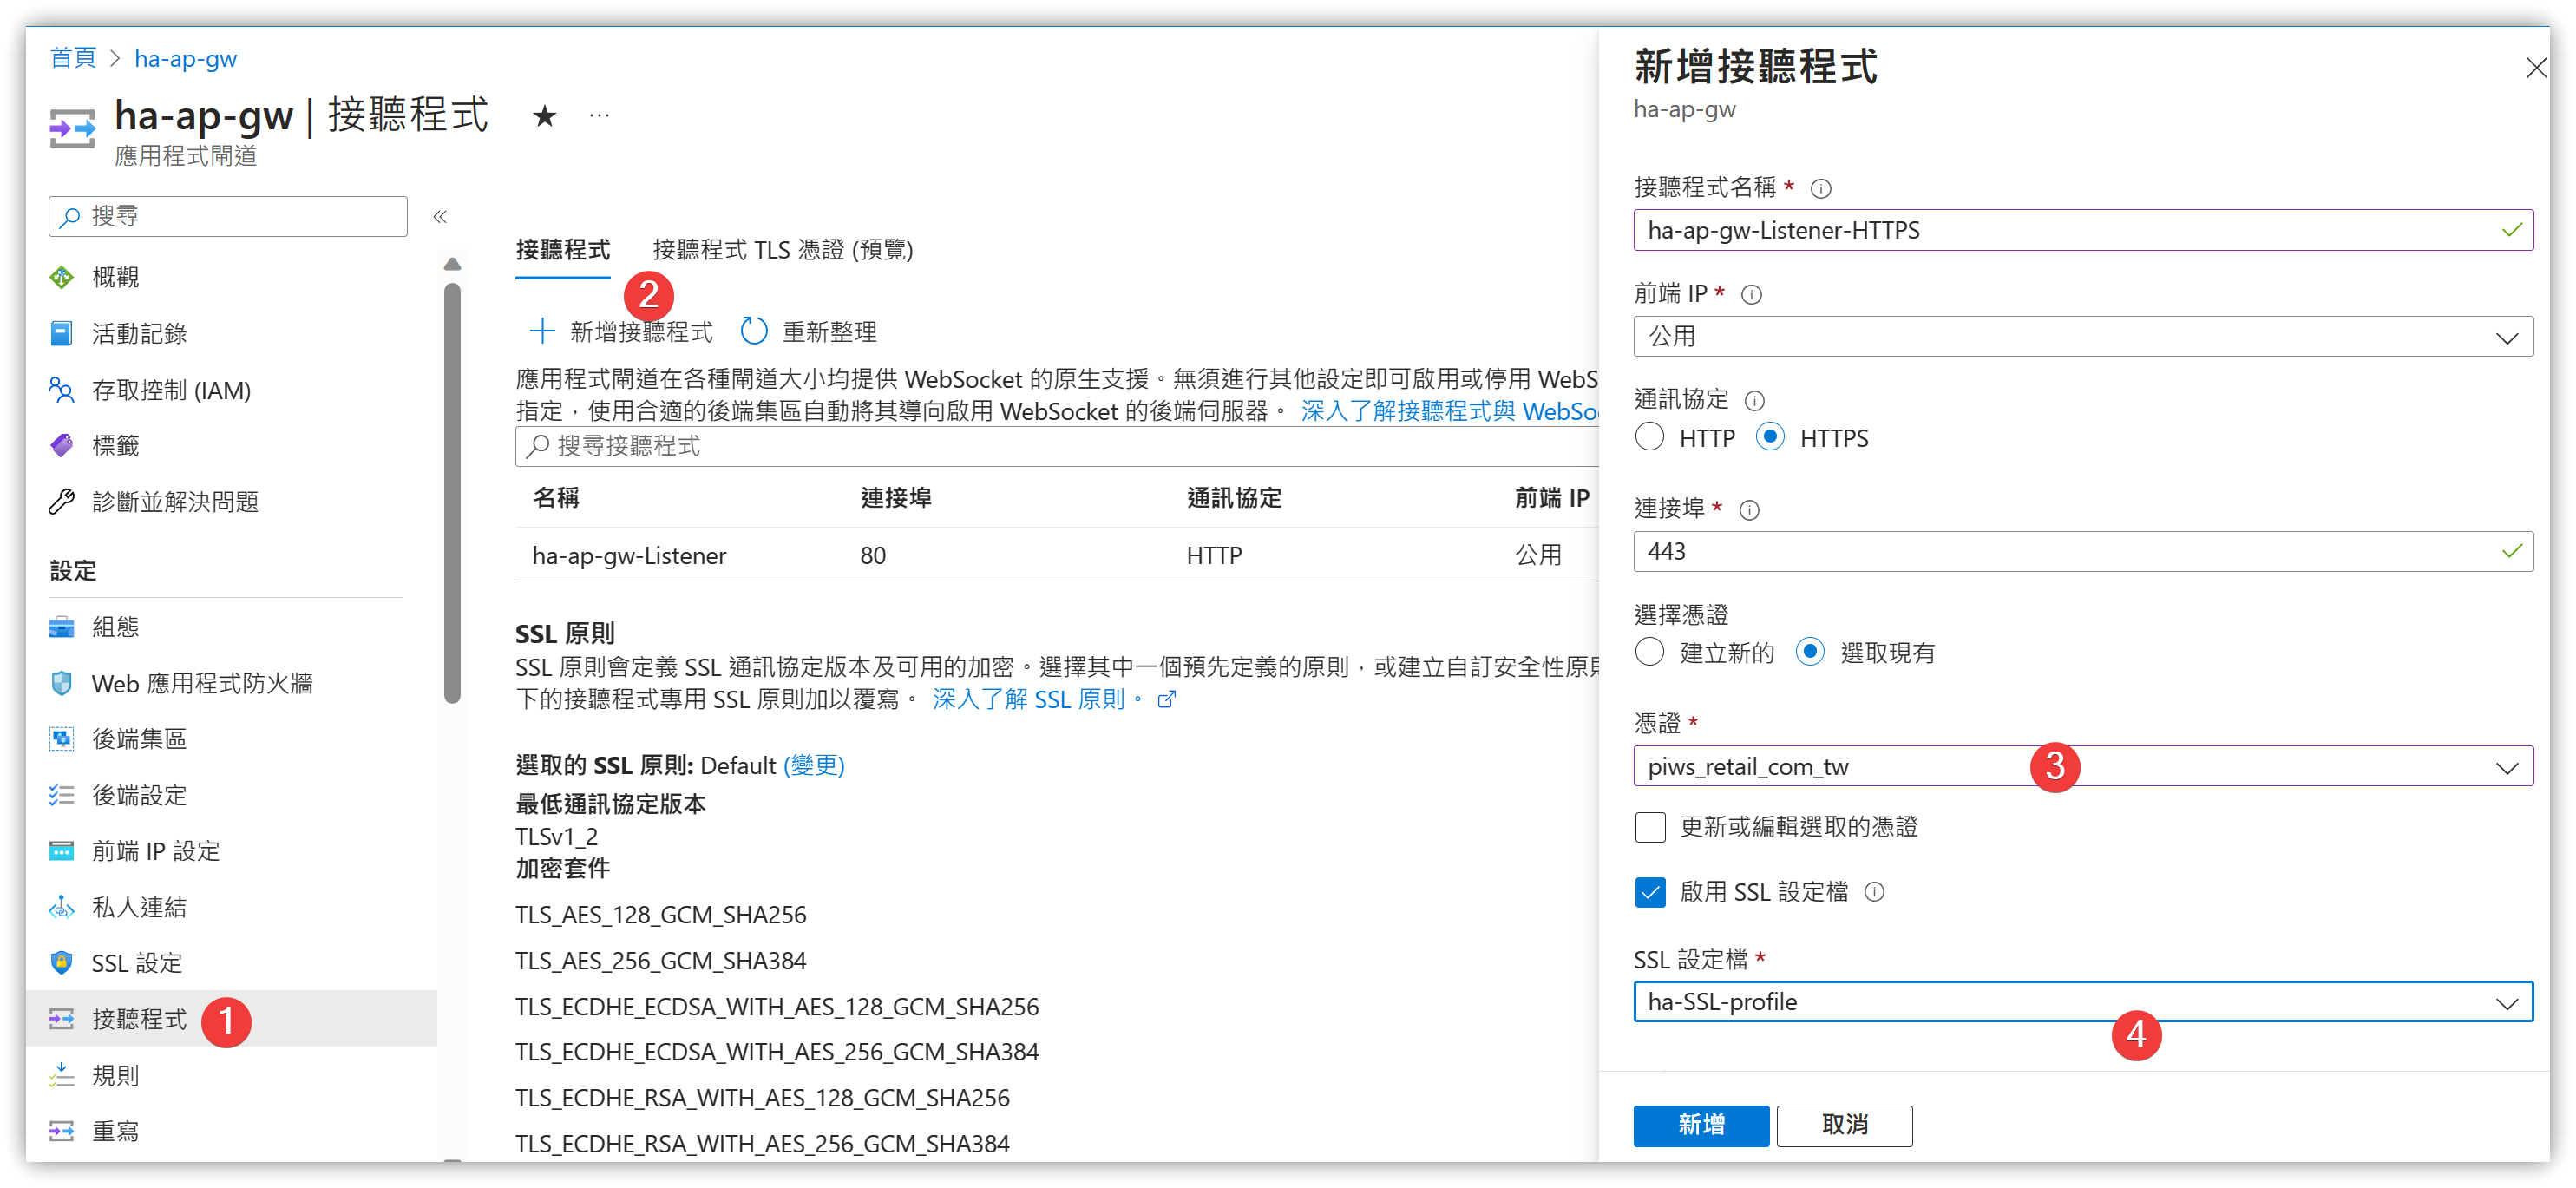 首頁 > ha-ap-gw
ha-ap-gw | 接聽程式 ★ ···
應用程式閘道
搜尋 «
概觀
活動記錄
存取控制 (IAM)
標籤
診斷並解決問題
設定
組態
Web 應用程式防火牆
後端集區
後端設定
前端 IP 設定
私人連結
SSL 設定
接聽程式 1
規則
重寫
接聽程式 接聽程式 TLS 憑證 (預覽)
2
+ 新增接聽程式 重新整理
應用程式閘道在各種閘道大小均提供 WebSocket 的原生支援。無須進行其他設定即可啟用或停用 WebS
指定，使用合適的後端集區自動將其導向啟用 WebSocket 的後端伺服器。 深入了解接聽程式與 WebSo
搜尋接聽程式
名稱 連接埠 通訊協定 前端 IP
ha-ap-gw-Listener 80 HTTP 公用
SSL 原則
SSL 原則會定義 SSL 通訊協定版本及可用的加密。選擇其中一個預先定義的原則，或建立自訂安全性原則
下的接聽程式專用 SSL 原則加以覆寫。 深入了解 SSL 原則。
選取的 SSL 原則: Default (變更)
最低通訊協定版本
TLSv1_2
加密套件
TLS_AES_128_GCM_SHA256
TLS_AES_256_GCM_SHA384
TLS_ECDHE_ECDSA_WITH_AES_128_GCM_SHA256
TLS_ECDHE_ECDSA_WITH_AES_256_GCM_SHA384
TLS_ECDHE_RSA_WITH_AES_128_GCM_SHA256
TLS_ECDHE_RSA_WITH_AES_256_GCM_SHA384
新增接聽程式
ha-ap-gw
接聽程式名稱 *
ha-ap-gw-Listener-HTTPS
前端 IP *
公用
通訊協定
HTTP HTTPS
連接埠 *
443
選擇憑證
建立新的 選取現有
憑證 *
piws_retail_com_tw 3
更新或編輯選取的憑證
啟用 SSL 設定檔
SSL 設定檔 *
ha-SSL-profile
4
新增 取消